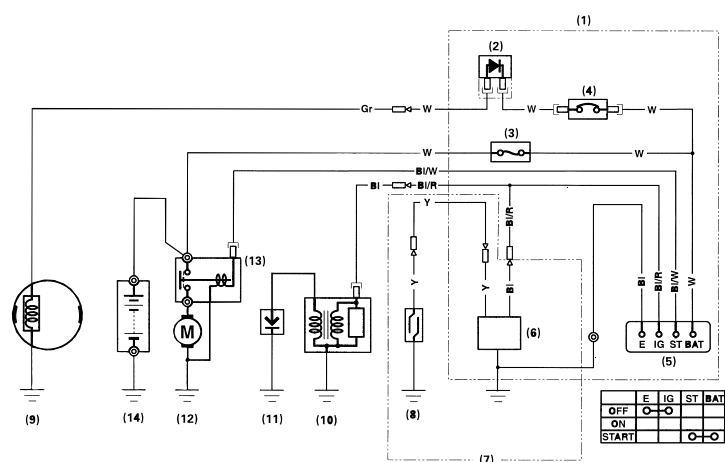 (1)
(2)
(4)
Gr W W W
(3)
W W
Bl/W
Bl Bl/R
Y
Bl/R
(13)
Y Y Bl
Bl Bl/R Bl/W W
M
(6)
E IG ST BAT
(5)
(9) (14) (12) (11) (10) (8)
(7)
E IG ST BAT
OFF
ON
START